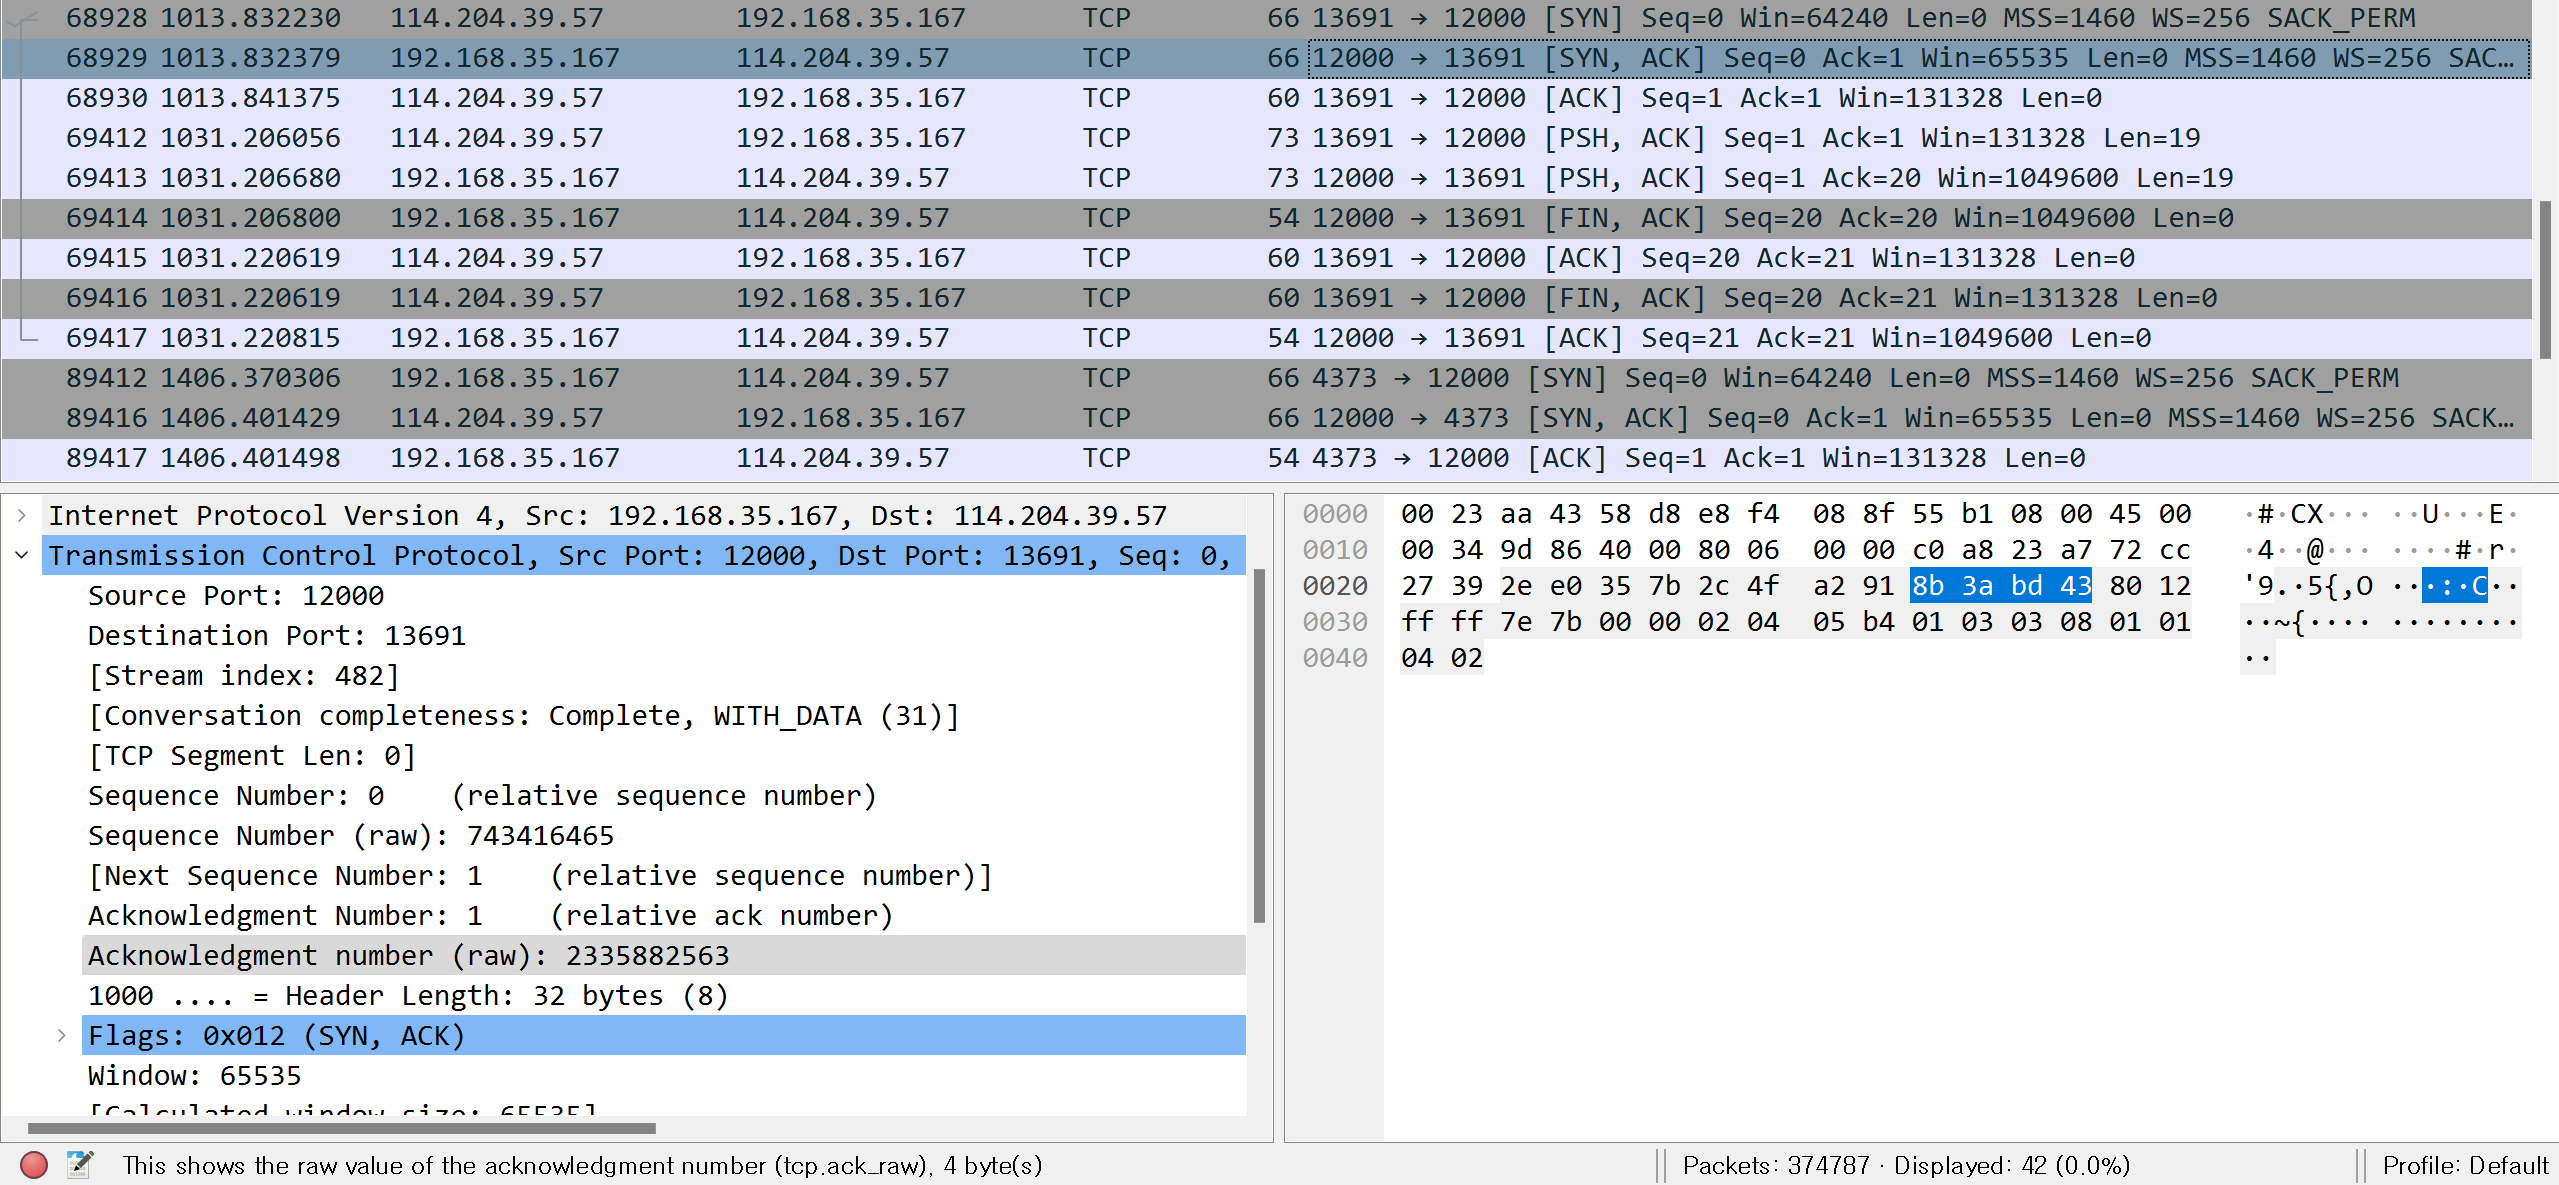 68928 1013.832230 114.204.39.57 192.168.35.167 TCP 66 13691 → 12000 [SYN] Seq=0 Win=64240 Len=0 MSS=1460 WS=256 SACK_PERM
68929 1013.832379 192.168.35.167 114.204.39.57 TCP 66 12000 → 13691 [SYN, ACK] Seq=0 Ack=1 Win=65535 Len=0 MSS=1460 WS=256 SAC…
68930 1013.841375 114.204.39.57 192.168.35.167 TCP 60 13691 → 12000 [ACK] Seq=1 Ack=1 Win=131328 Len=0
69412 1031.206056 114.204.39.57 192.168.35.167 TCP 73 13691 → 12000 [PSH, ACK] Seq=1 Ack=1 Win=131328 Len=19
69413 1031.206680 192.168.35.167 114.204.39.57 TCP 73 12000 → 13691 [PSH, ACK] Seq=1 Ack=20 Win=1049600 Len=19
69414 1031.206800 192.168.35.167 114.204.39.57 TCP 54 12000 → 13691 [FIN, ACK] Seq=20 Ack=20 Win=1049600 Len=0
69415 1031.220619 114.204.39.57 192.168.35.167 TCP 60 13691 → 12000 [ACK] Seq=20 Ack=21 Win=131328 Len=0
69416 1031.220619 114.204.39.57 192.168.35.167 TCP 60 13691 → 12000 [FIN, ACK] Seq=20 Ack=21 Win=131328 Len=0
69417 1031.220815 192.168.35.167 114.204.39.57 TCP 54 12000 → 13691 [ACK] Seq=21 Ack=21 Win=1049600 Len=0
89412 1406.370306 192.168.35.167 114.204.39.57 TCP 66 4373 → 12000 [SYN] Seq=0 Win=64240 Len=0 MSS=1460 WS=256 SACK_PERM
89416 1406.401429 114.204.39.57 192.168.35.167 TCP 66 12000 → 4373 [SYN, ACK] Seq=0 Ack=1 Win=65535 Len=0 MSS=1460 WS=256 SACK…
89417 1406.401498 192.168.35.167 114.204.39.57 TCP 54 4373 → 12000 [ACK] Seq=1 Ack=1 Win=131328 Len=0
Internet Protocol Version 4, Src: 192.168.35.167, Dst: 114.204.39.57
Transmission Control Protocol, Src Port: 12000, Dst Port: 13691, Seq: 0,
Source Port: 12000
Destination Port: 13691
[Stream index: 482]
[Conversation completeness: Complete, WITH_DATA (31)]
[TCP Segment Len: 0]
Sequence Number: 0 (relative sequence number)
Sequence Number (raw): 743416465
[Next Sequence Number: 1 (relative sequence number)]
Acknowledgment Number: 1 (relative ack number)
Acknowledgment number (raw): 2335882563
1000 .... = Header Length: 32 bytes (8)
Flags: 0x012 (SYN, ACK)
Window: 65535
[Calculated window size: 65535]
0000 00 23 aa 43 58 d8 e8 f4 08 8f 55 b1 08 00 45 00 ·#·CX··· ··U···E·
0010 00 34 9d 86 40 00 80 06 00 00 c0 a8 23 a7 72 cc ·4··@··· ····#·r·
0020 27 39 2e e0 35 7b 2c 4f a2 91 8b 3a bd 43 80 12 '9.·5{,O ···:·C··
0030 ff ff 7e 7b 00 00 02 04 05 b4 01 03 03 08 01 01 ··~{···· ········
0040 04 02 ··
This shows the raw value of the acknowledgment number (tcp.ack_raw), 4 byte(s)
Packets: 374787 · Displayed: 42 (0.0%)
Profile: Default